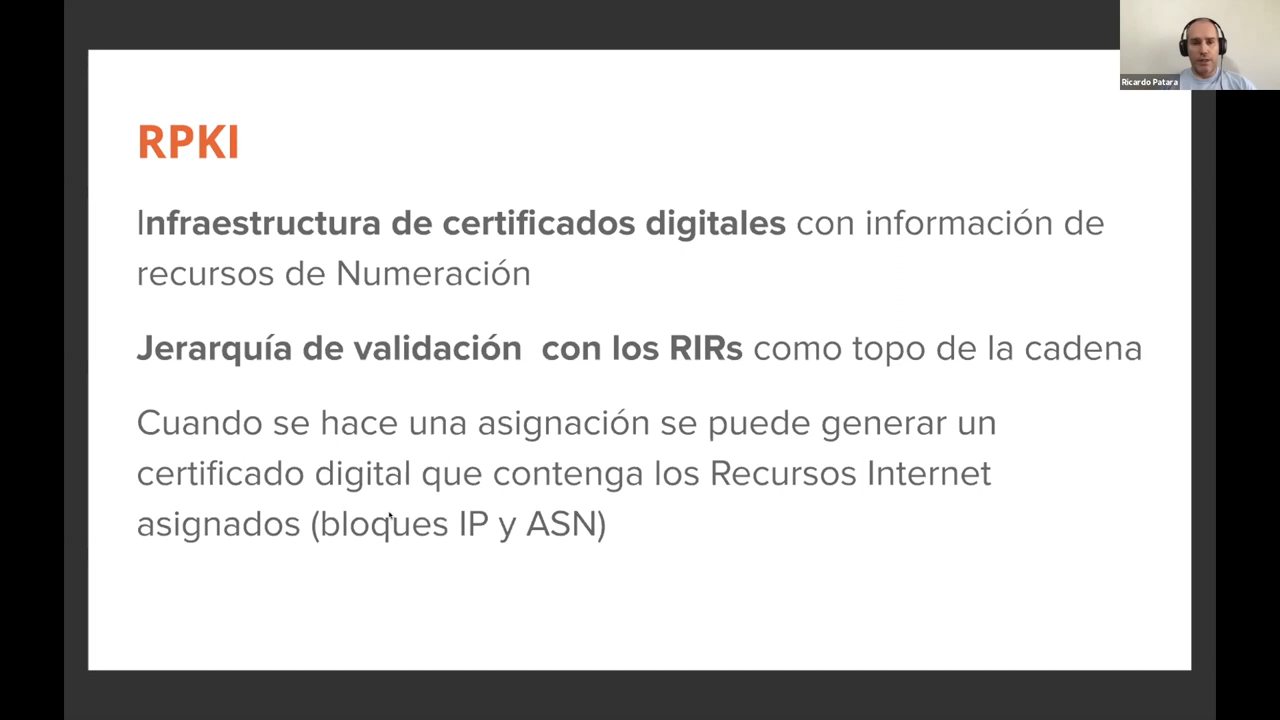 RPKI
Infraestructura de certificados digitales con información de
recursos de Numeración
Jerarquía de validación  con los RIRs como topo de la cadena
Cuando se hace una asignación se puede generar un
certificado digital que contenga los Recursos Internet
asignados (bloques IP y ASN)
Ricardo Patara